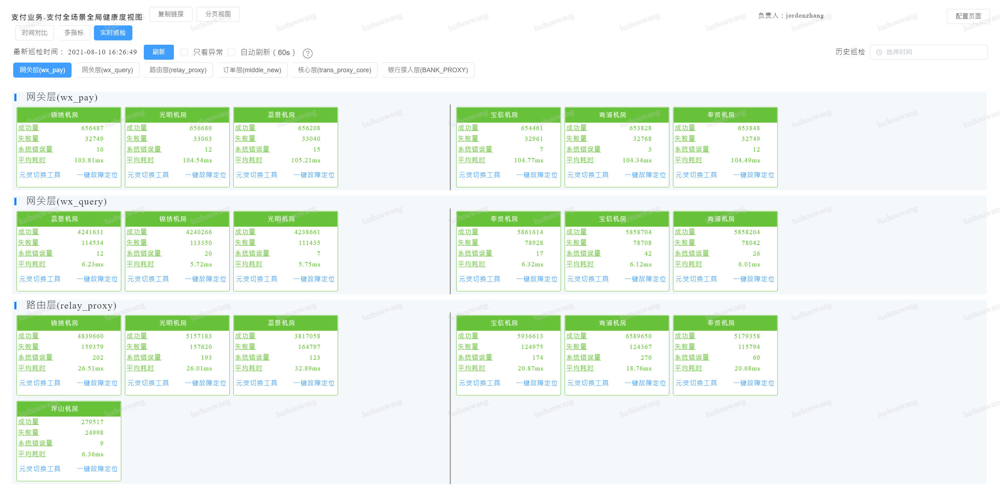 支付业务-支付全场景全局健康度视图 复制链接 分页视图 负责人：jordonzhang 配置页面
时间对比 多指标 实时巡检
最新巡检时间： 2021-08-10 16:26:49 刷新 只看异常 自动刷新（60s） ? 历史巡检 选择时间
网关层(wx_pay) 网关层(wx_query) 路由层(relay_proxy) 订单层(middle_new) 核心层(trans_proxy_core) 银行接入层(BANK_PROXY)
网关层(wx_pay)
锦绣机房 光明机房 荔景机房 宝信机房 青浦机房 奉贤机房
成功量 656487 成功量 656680 成功量 656208 成功量 654461 成功量 653828 成功量 653848
失败量 32749 失败量 33063 失败量 33040 失败量 32961 失败量 32768 失败量 32749
系统错误量 10 系统错误量 12 系统错误量 15 系统错误量 7 系统错误量 3 系统错误量 12
平均耗时 103.81ms 平均耗时 104.54ms 平均耗时 105.21ms 平均耗时 104.77ms 平均耗时 104.34ms 平均耗时 104.49ms
元灵切换工具 一键故障定位 元灵切换工具 一键故障定位 元灵切换工具 一键故障定位 元灵切换工具 一键故障定位 元灵切换工具 一键故障定位 元灵切换工具 一键故障定位
网关层(wx_query)
荔景机房 锦绣机房 光明机房 奉贤机房 宝信机房 青浦机房
成功量 4241631 成功量 4240266 成功量 4238661 成功量 5861614 成功量 5858704 成功量 5858204
失败量 114534 失败量 113350 失败量 111435 失败量 78928 失败量 78708 失败量 78042
系统错误量 12 系统错误量 20 系统错误量 7 系统错误量 17 系统错误量 42 系统错误量 26
平均耗时 6.23ms 平均耗时 5.72ms 平均耗时 5.75ms 平均耗时 6.32ms 平均耗时 6.12ms 平均耗时 6.01ms
元灵切换工具 一键故障定位 元灵切换工具 一键故障定位 元灵切换工具 一键故障定位 元灵切换工具 一键故障定位 元灵切换工具 一键故障定位 元灵切换工具 一键故障定位
路由层(relay_proxy)
锦绣机房 光明机房 荔景机房 宝信机房 青浦机房 奉贤机房
成功量 4839660 成功量 5157183 成功量 3817058 成功量 5936613 成功量 6589650 成功量 5179358
失败量 159379 失败量 157620 失败量 164797 失败量 124975 失败量 124367 失败量 115794
系统错误量 202 系统错误量 193 系统错误量 123 系统错误量 174 系统错误量 270 系统错误量 60
平均耗时 26.51ms 平均耗时 26.01ms 平均耗时 32.89ms 平均耗时 20.87ms 平均耗时 18.76ms 平均耗时 20.68ms
元灵切换工具 一键故障定位 元灵切换工具 一键故障定位 元灵切换工具 一键故障定位 元灵切换工具 一键故障定位 元灵切换工具 一键故障定位 元灵切换工具 一键故障定位
坪山机房
成功量 279517
失败量 24998
系统错误量 9
平均耗时 6.36ms
元灵切换工具 一键故障定位
luzhouwang